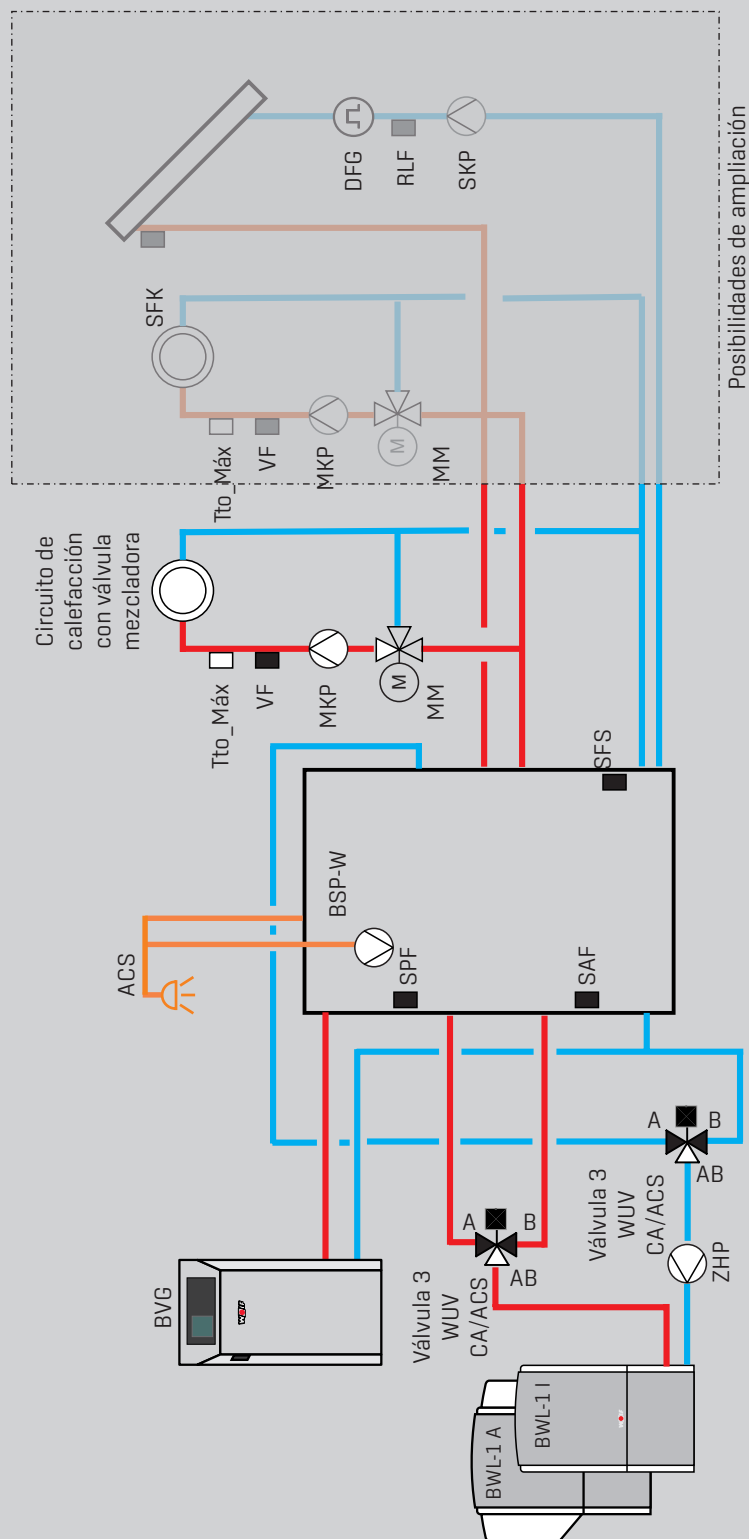 BWL-1 A
BWL-1 I
BVG
Válvula 3
WUV
CA/ACS
A
B
AB
Válvula 3
WUV
CA/ACS
A
B
AB
ZHP
ACS
BSP-W
SPF
SAF
SFS
Circuito de
calefacción
con válvula
mezcladora
Tto_Máx
VF
MKP
M
MM
SFK
Tto_Máx
VF
MKP
M
MM
DFG
RLF
SKP
Posibilidades de ampliación